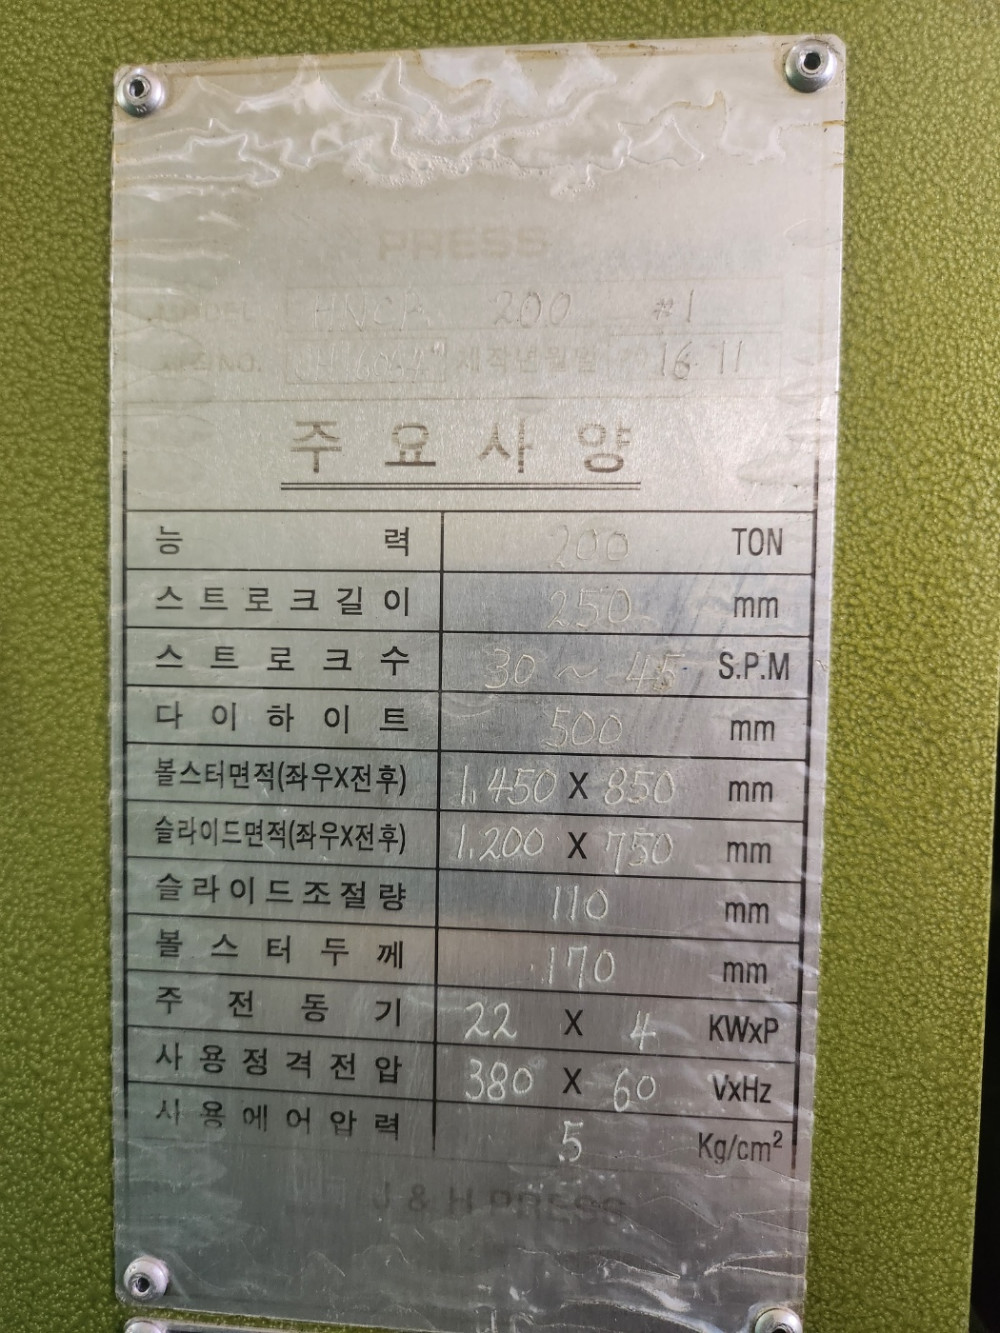 PRESS
MODEL 200 #1
NO. 제작년월일 2016. 11
주요사양
능력 200 TON
스트로크길이 250 mm
스트로크수 30 ~ 45 S.P.M
다이하이트 500 mm
볼스터면적(좌우X전후) 1,450 X 850 mm
슬라이드면적(좌우X전후) 1,200 X 750 mm
슬라이드조절량 110 mm
볼스터두께 170 mm
주전동기 22 X 4 KWxP
사용정격전압 380 X 60 VxHz
사용에어압력 5 Kg/cm²
J & H PRESS